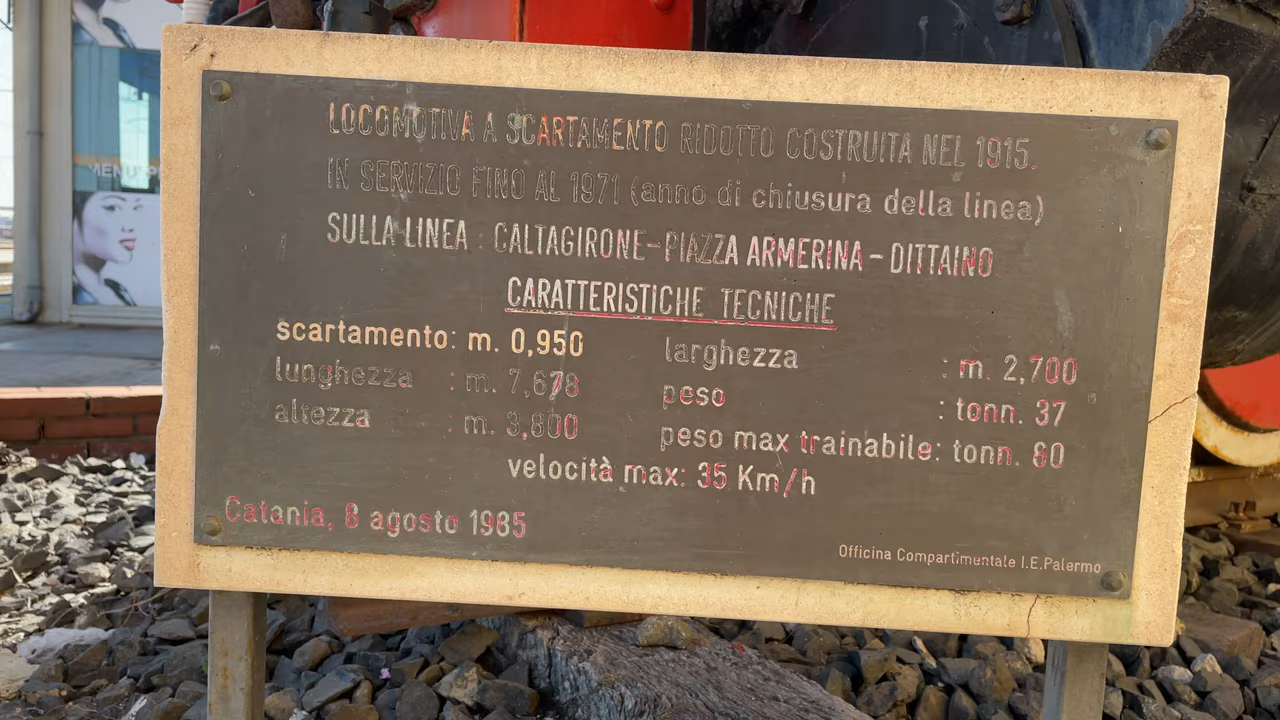 LOCOMOTIVA A SCARTAMENTO RIDOTTO COSTRUITA NEL 1915.
IN SERVIZIO FINO AL 1971 (anno di chiusura della linea)
SULLA LINEA : CALTAGIRONE-PIAZZA ARMERINA - DITTAINO
CARATTERISTICHE TECNICHE
scartamento: m. 0,950
lunghezza : m. 7,678
altezza : m. 3,800
larghezza : m. 2,700
peso : tonn. 37
peso max trainabile: tonn. 80
velocità max: 35 Km/h
Catania, 8 agosto 1985
Officina Compartimentale I.E.Palermo
MENU'